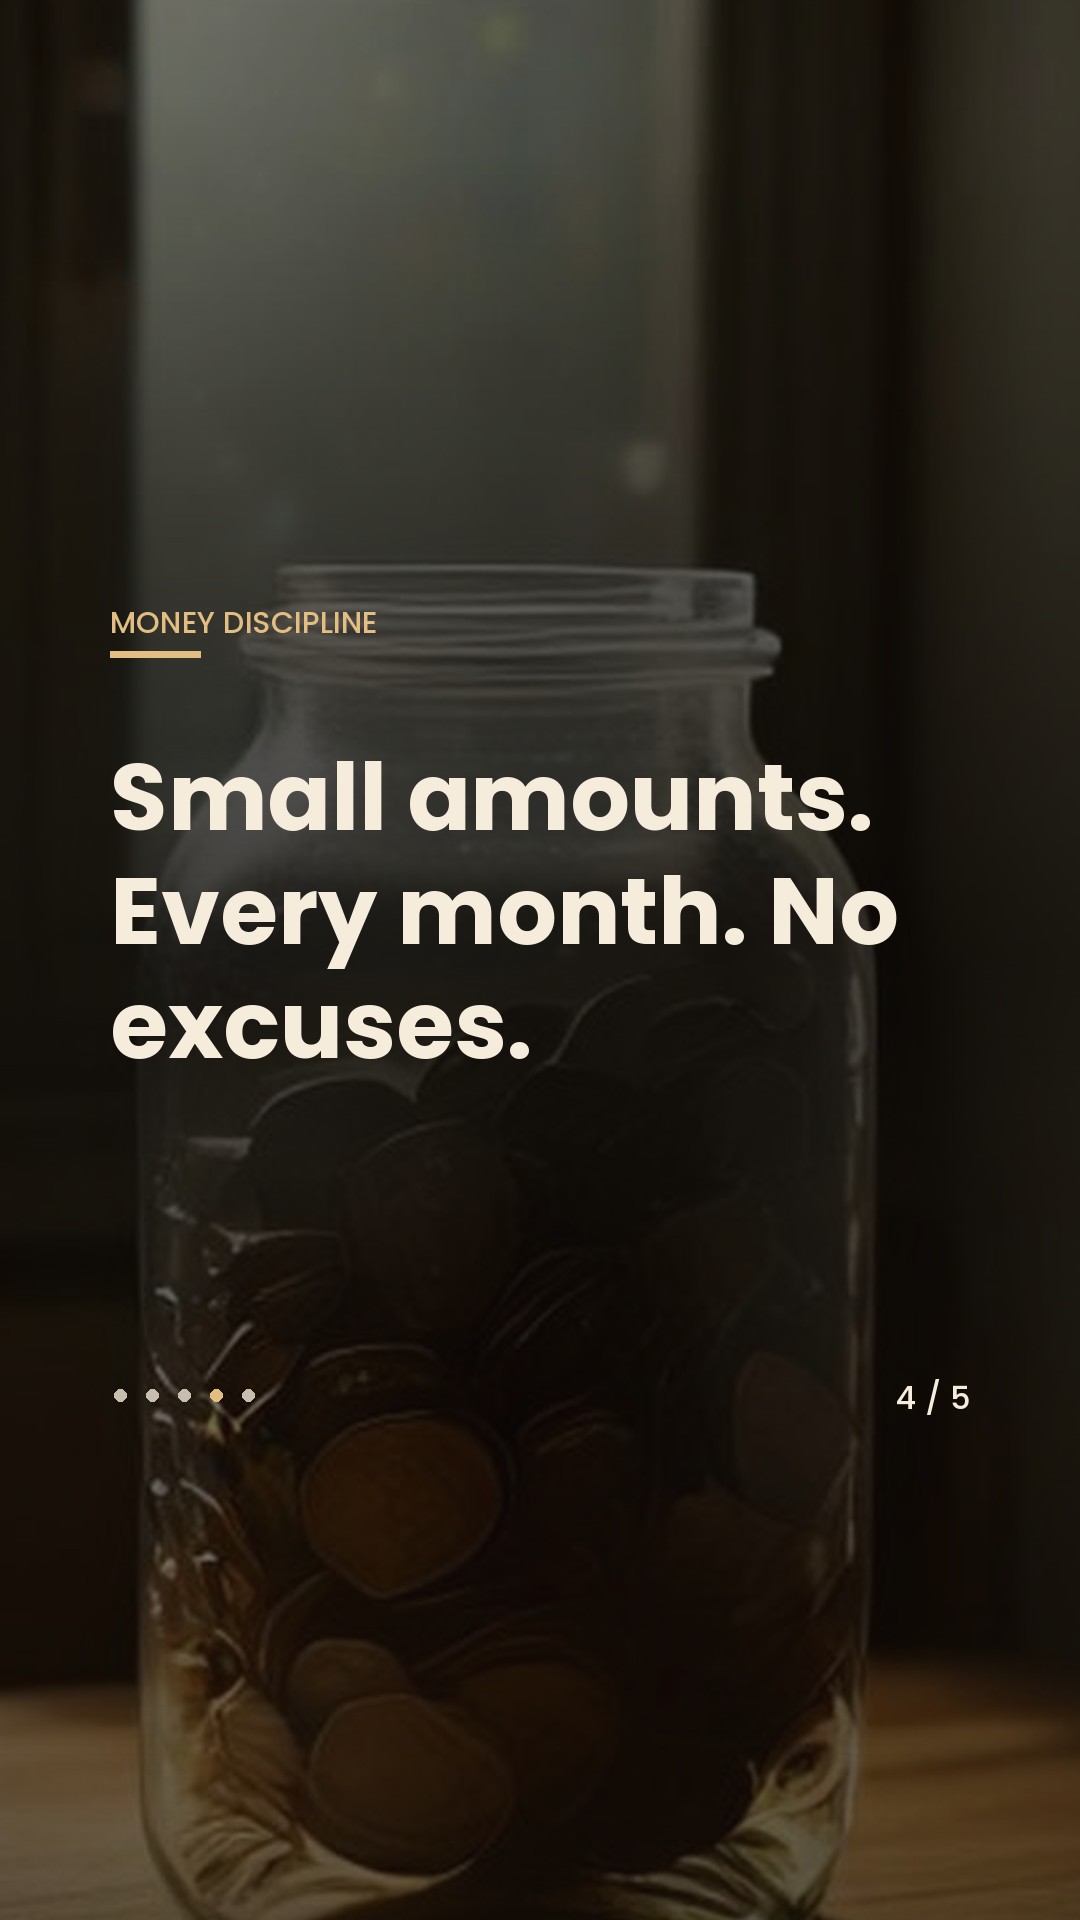 MONEY DISCIPLINE
Small amounts.
Every month. No
excuses.
4 / 5